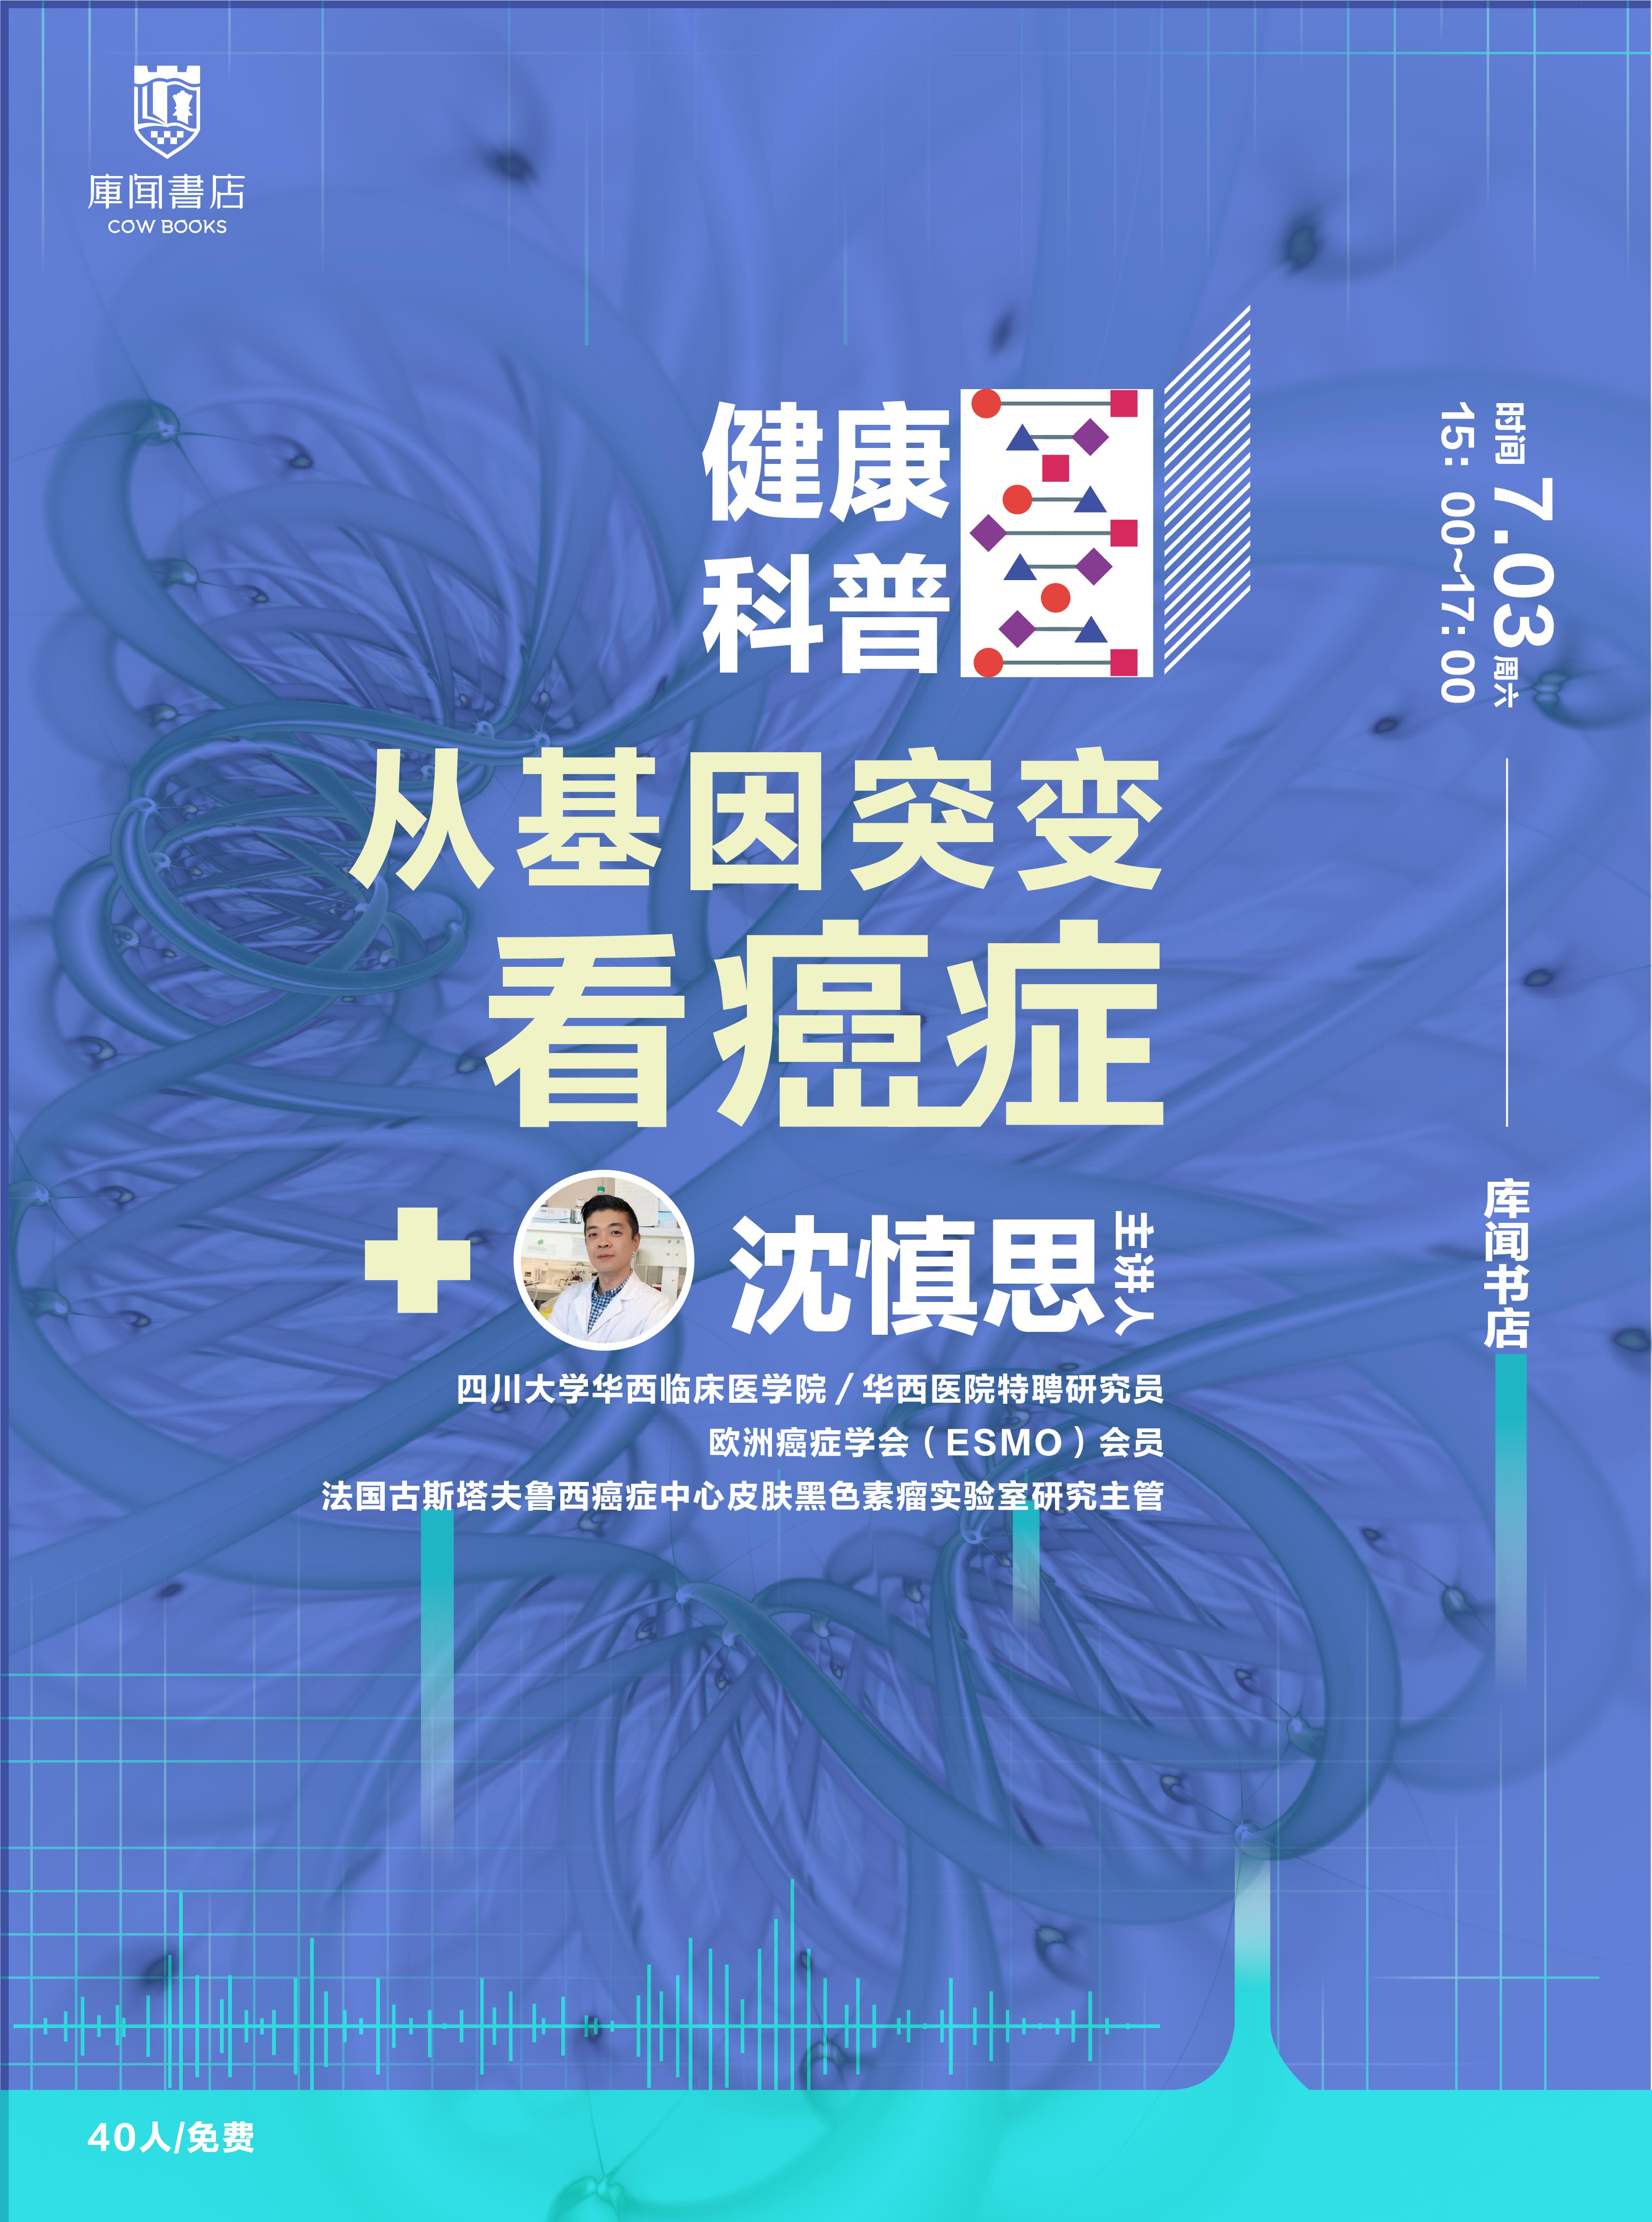 庫闻書店
COW BOOKS
健康
科普
时间 7.03 周六
15：00~17:00
从基因突变
看癌症
沈慎思 主讲人
四川大学华西临床医学院/华西医院特聘研究员
欧洲癌症学会（ESMO）会员
法国古斯塔夫鲁西癌症中心皮肤黑色素瘤实验室研究主管
库闻书店
40人/免费